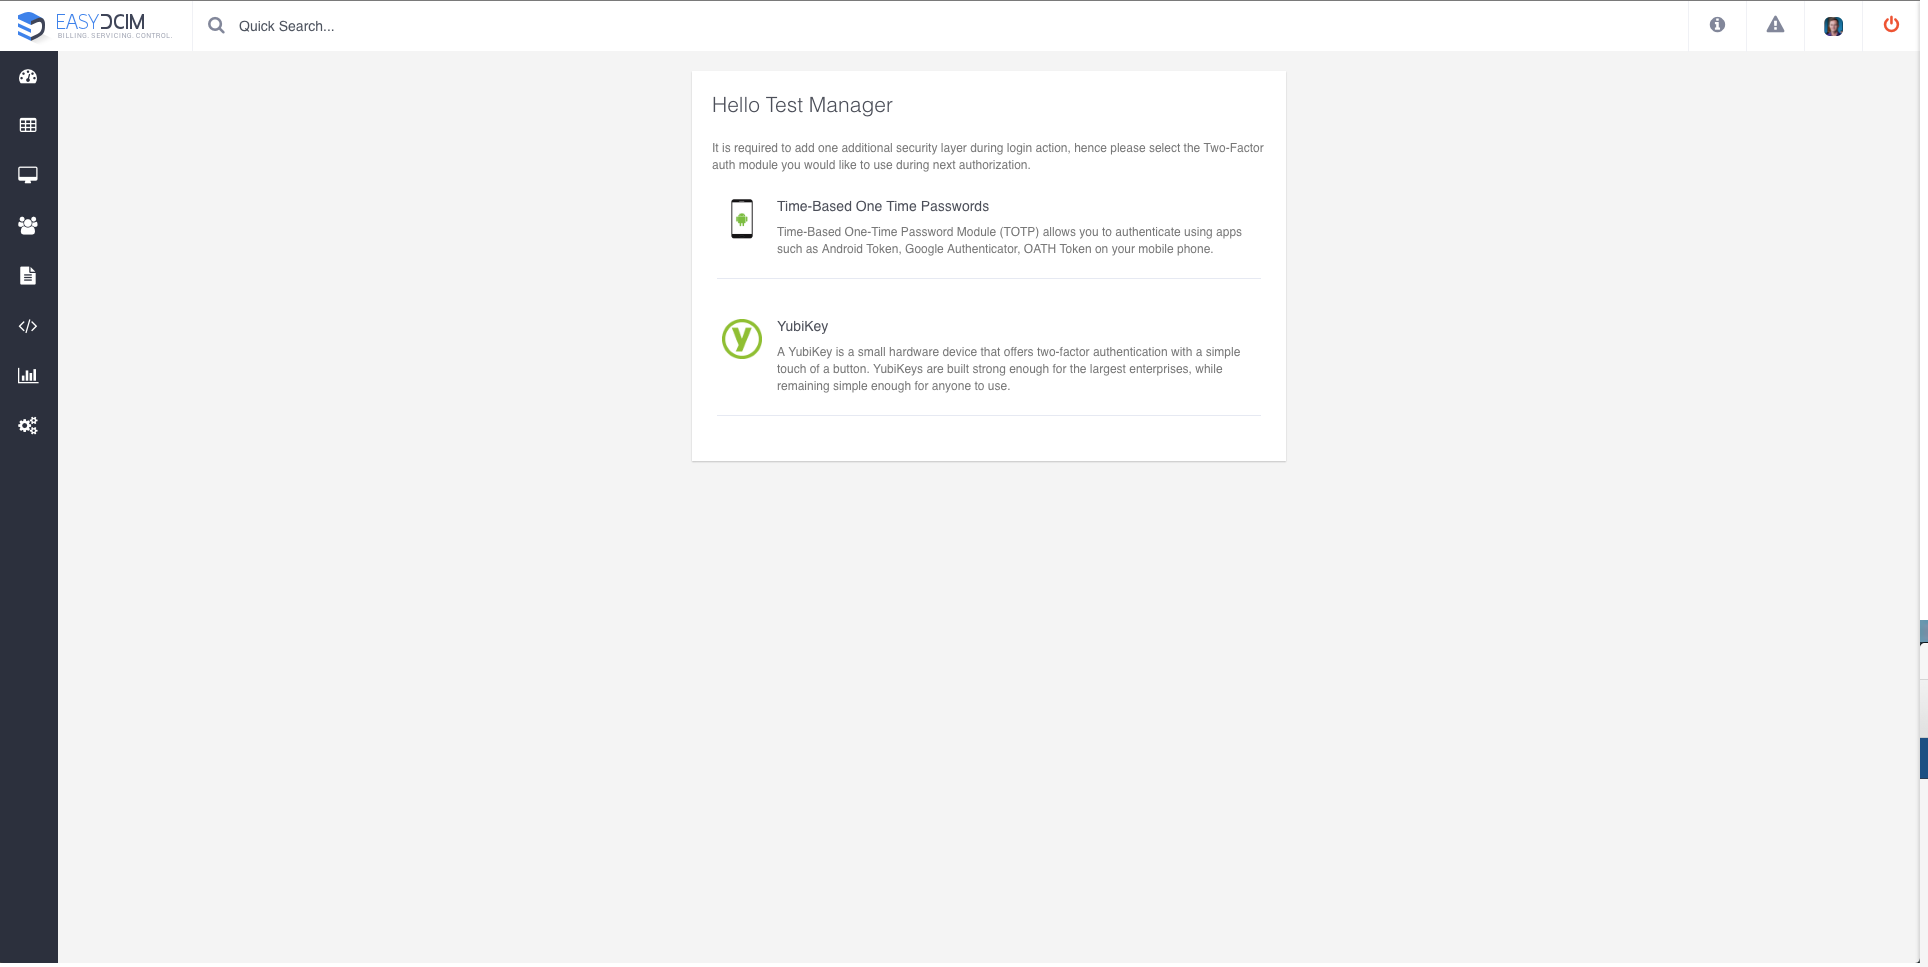 EASYDCIM
BILLING. SERVICING. CONTROL.
Quick Search...
Hello Test Manager
It is required to add one additional security layer during login action, hence please select the Two-Factor
auth module you would like to use during next authorization.
Time-Based One Time Passwords
Time-Based One-Time Password Module (TOTP) allows you to authenticate using apps
such as Android Token, Google Authenticator, OATH Token on your mobile phone.
y
YubiKey
A YubiKey is a small hardware device that offers two-factor authentication with a simple
touch of a button. YubiKeys are built strong enough for the largest enterprises, while
remaining simple enough for anyone to use.